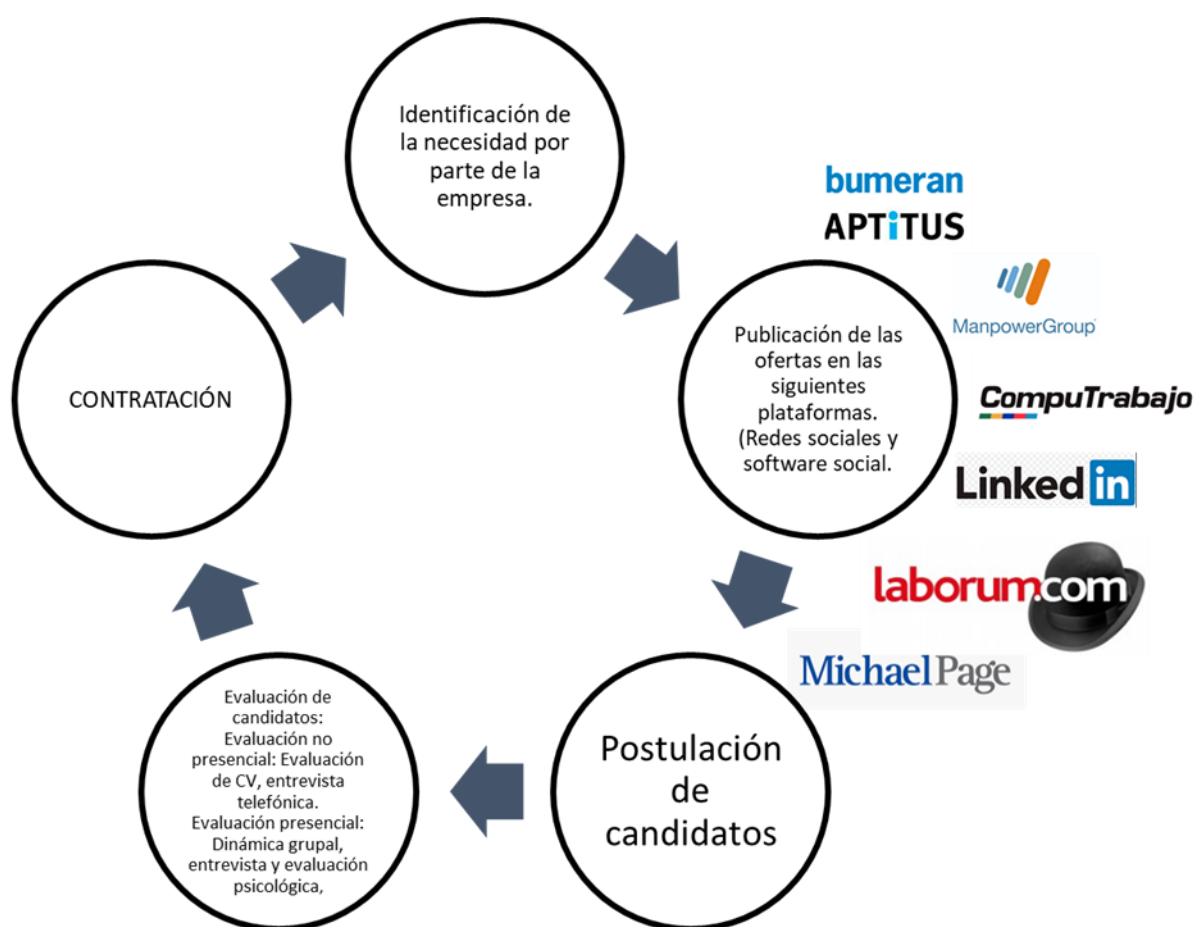 Identificación de
la necesidad por
parte de la
empresa.
bumeran
APTiTUS
ManpowerGroup
Publicación de las
ofertas en las
siguientes
plataformas.
(Redes sociales y
software social.
CompuTrabajo
Linked in
laborum.com
MichaelPage
Postulación
de
candidatos
Evaluación de
candidatos:
Evaluación no
presencial: Evaluación
de CV, entrevista
telefónica.
Evaluación presencial:
Dinámica grupal,
entrevista y evaluación
psicológica,
CONTRATACIÓN